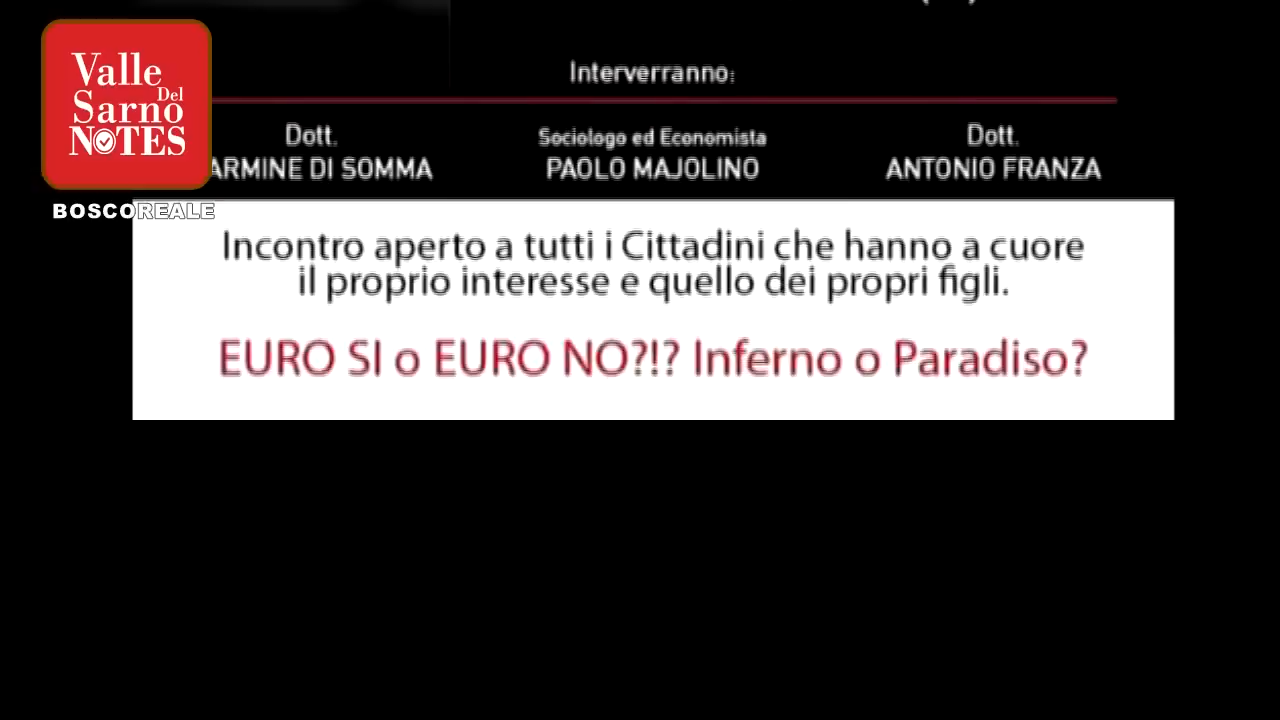 Valle
Del
Sarno
NOTES
BOSCOREALE
Interverranno:
Dott.
ARMINE DI SOMMA
Sociologo ed Economista
PAOLO MAJOLINO
Dott.
ANTONIO FRANZA
Incontro aperto a tutti i Cittadini che hanno a cuore
il proprio interesse e quello dei propri figli.
EURO SI o EURO NO?!? Inferno o Paradiso?